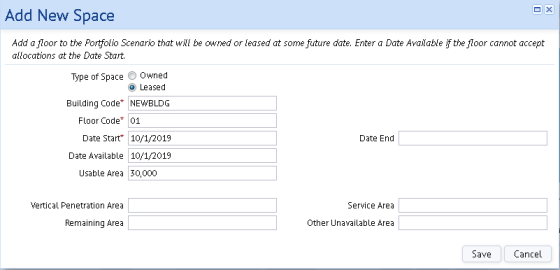 Add New Space
Add a floor to the Portfolio Scenario that will be owned or leased at some future date. Enter a Date Available if the floor cannot accept
allocations at the Date Start.
Type of Space Owned
Leased
Building Code* NEWBLDG
Floor Code* 01
Date Start* 10/1/2019 Date End
Date Available 10/1/2019
Usable Area 30,000
Vertical Penetration Area Service Area
Remaining Area Other Unavailable Area
Save Cancel